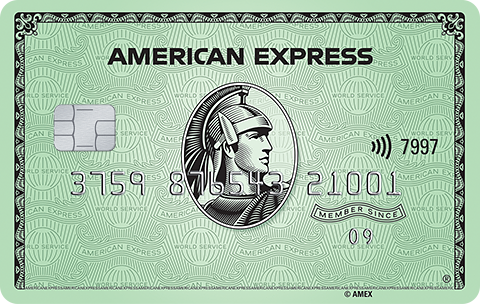 AMERICAN EXPRESS
7997
3759 876543 21001
MEMBER SINCE
09
®
© AMEX